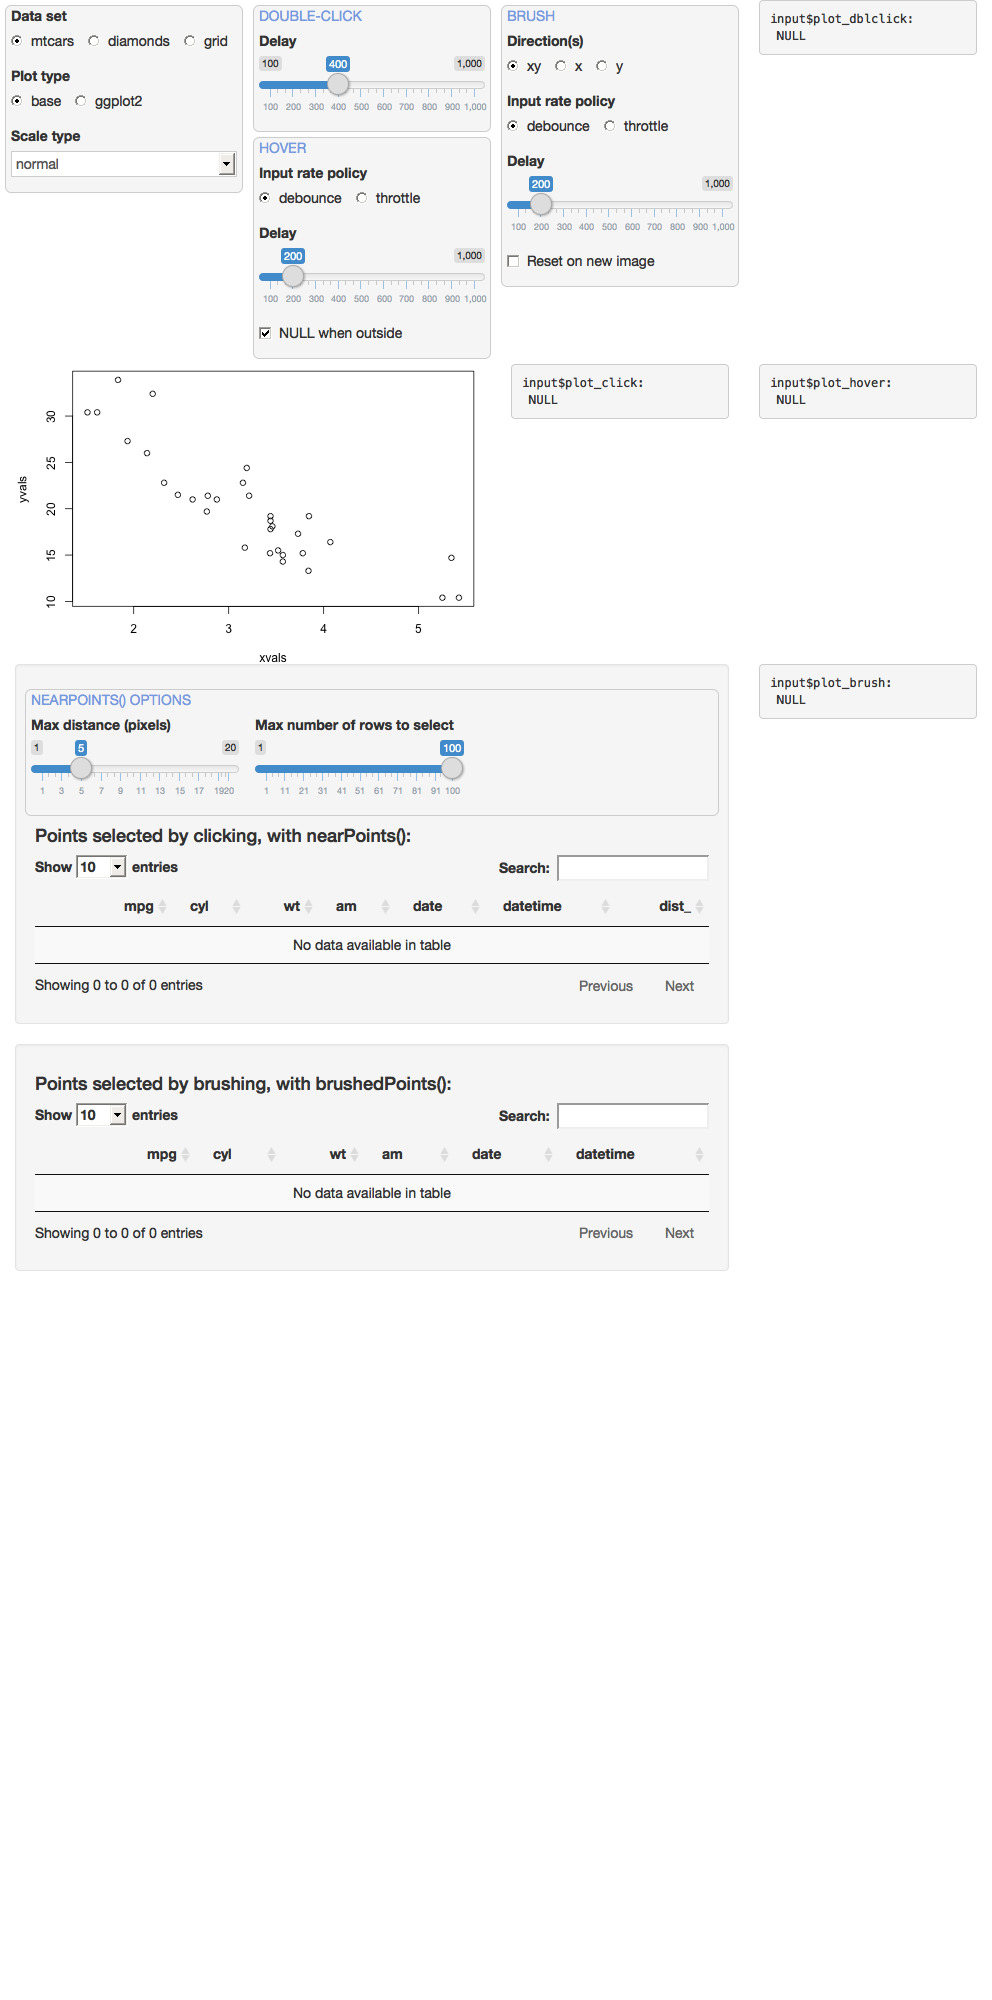 Data set
mtcars diamonds grid
Plot type
base ggplot2
Scale type
normal
DOUBLE-CLICK
Delay
100 400 1,000
100 200 300 400 500 600 700 800 900 1,000
HOVER
Input rate policy
debounce throttle
Delay
200 1,000
100 200 300 400 500 600 700 800 900 1,000
NULL when outside
BRUSH
Direction(s)
xy x y
Input rate policy
debounce throttle
Delay
200 1,000
100 200 300 400 500 600 700 800 900 1,000
Reset on new image
input$plot_dblclick:
NULL
yvals
30
25
20
15
10
2 3 4 5
xvals
input$plot_click:
NULL
input$plot_hover:
NULL
NEARPOINTS() OPTIONS
Max distance (pixels)
1 5 20
1 3 5 7 9 11 13 15 17 1920
Max number of rows to select
1 100
1 11 21 31 41 51 61 71 81 91 100
Points selected by clicking, with nearPoints():
Show 10 entries
Search:
mpg cyl wt am date datetime dist_
No data available in table
Showing 0 to 0 of 0 entries
Previous Next
input$plot_brush:
NULL
Points selected by brushing, with brushedPoints():
Show 10 entries
Search:
mpg cyl wt am date datetime
No data available in table
Showing 0 to 0 of 0 entries
Previous Next